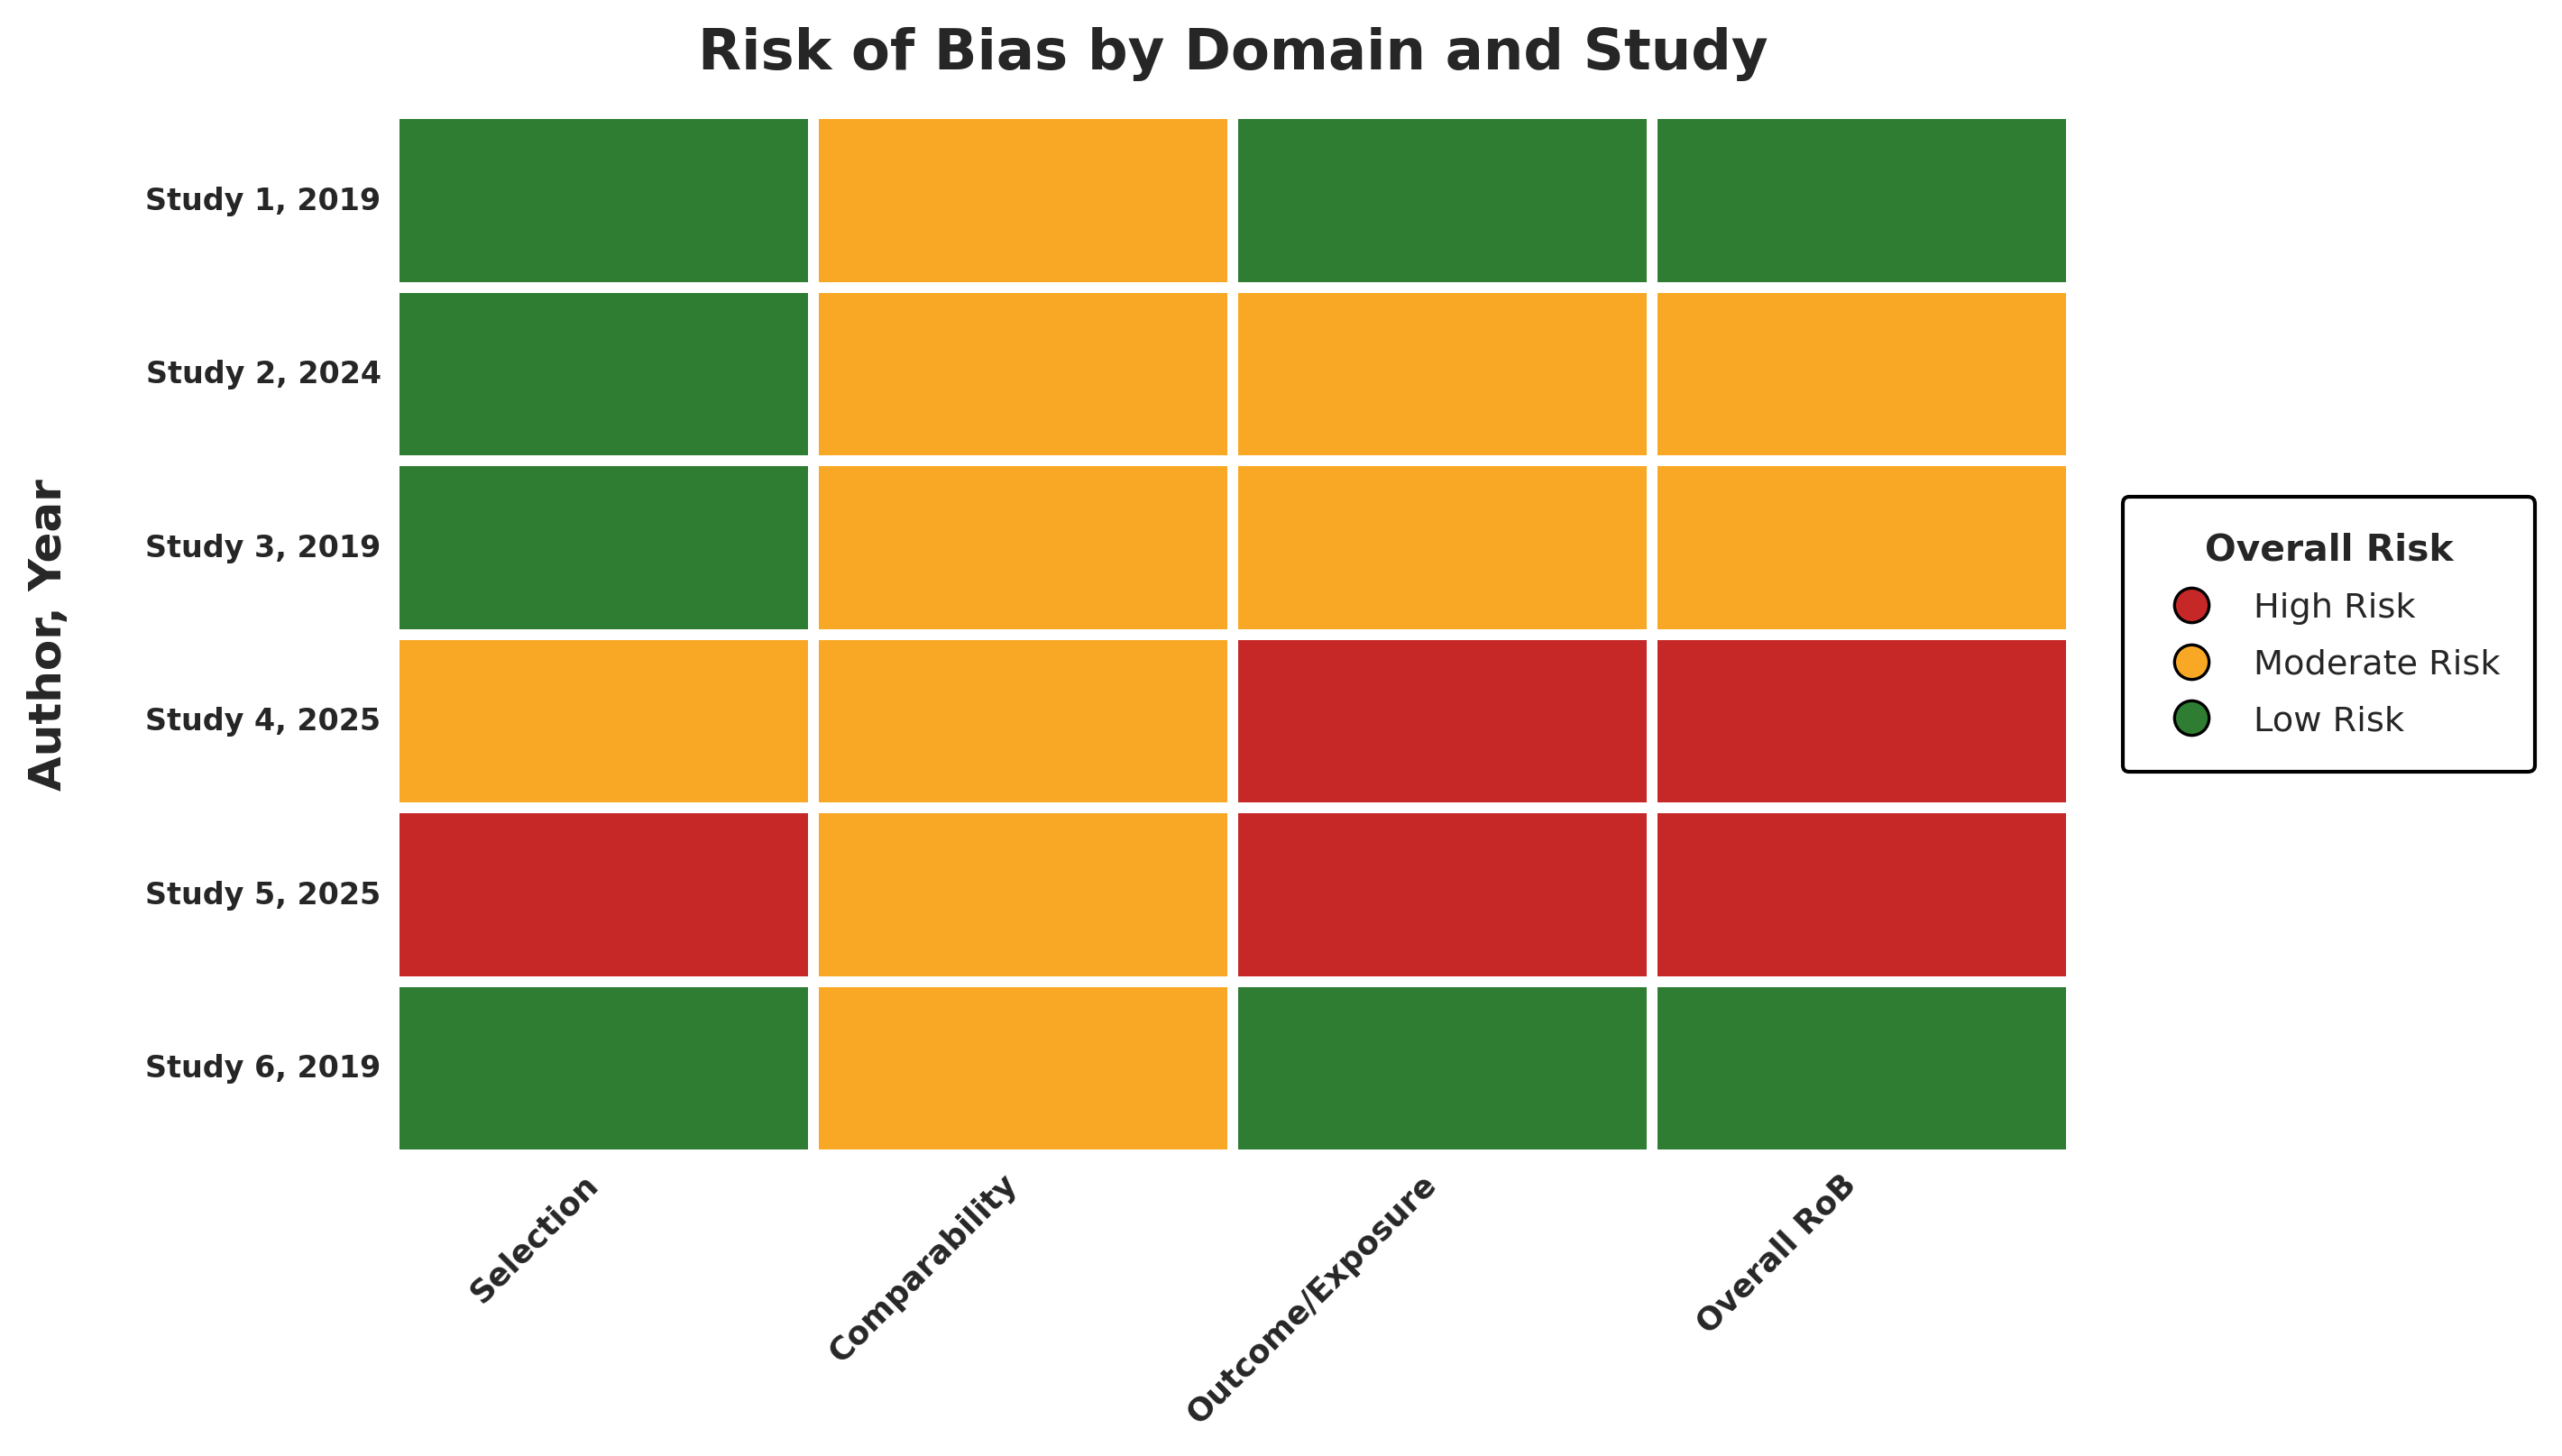 Risk of Bias by Domain and Study
Author, Year
Study 1, 2019
Study 2, 2024
Study 3, 2019
Study 4, 2025
Study 5, 2025
Study 6, 2019
Selection
Comparability
Outcome/Exposure
Overall RoB
Overall Risk
High Risk
Moderate Risk
Low Risk